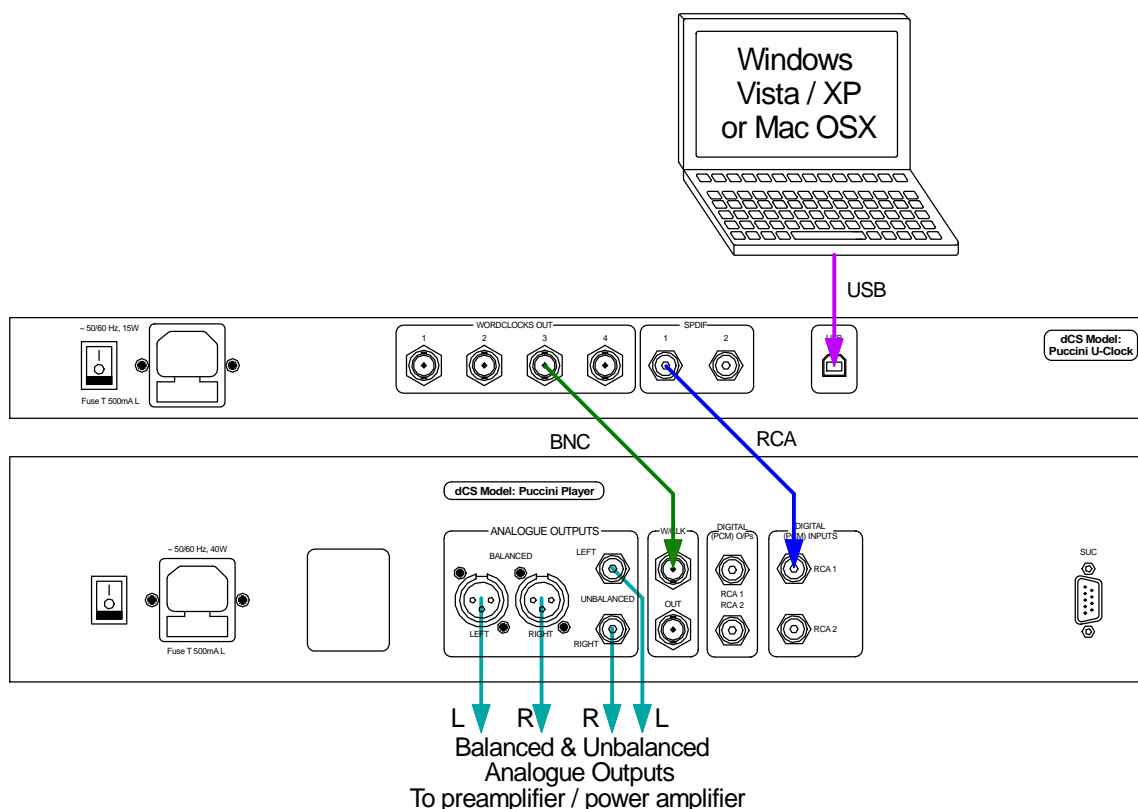 Windows
Vista / XP
or Mac OSX
USB
~ 50/60 Hz, 15W
Fuse T 500mA L
WORDCLOCKS OUT
1 2 3 4
SPDIF
1 2
USB
dCS Model:
Puccini U-Clock
BNC
RCA
dCS Model: Puccini Player
~ 50/60 Hz, 40W
Fuse T 500mA L
ANALOGUE OUTPUTS
BALANCED
LEFT
RIGHT
LEFT
UNBALANCED
RIGHT
W/CLK
OUT
DIGITAL
(PCM) O/Ps
RCA 1
RCA 2
DIGITAL
(PCM) INPUTS
RCA 1
RCA 2
SUC
L R R L
Balanced & Unbalanced
Analogue Outputs
To preamplifier / power amplifier